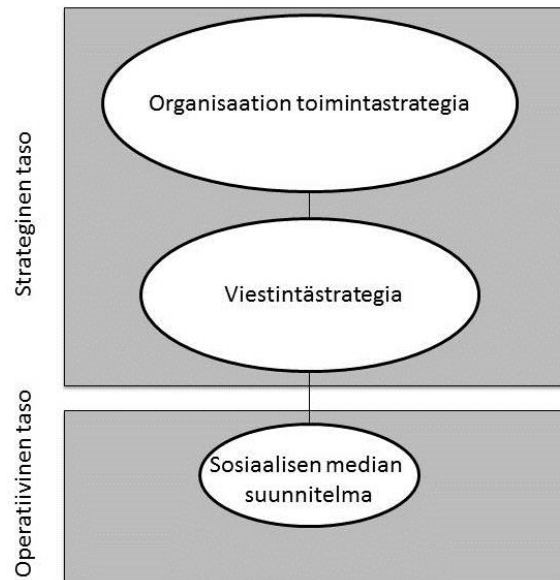 Strateginen taso
Organisaation toimintastrategia
Viestintästrategia
Operatiivinen taso
Sosiaalisen median
suunnitelma